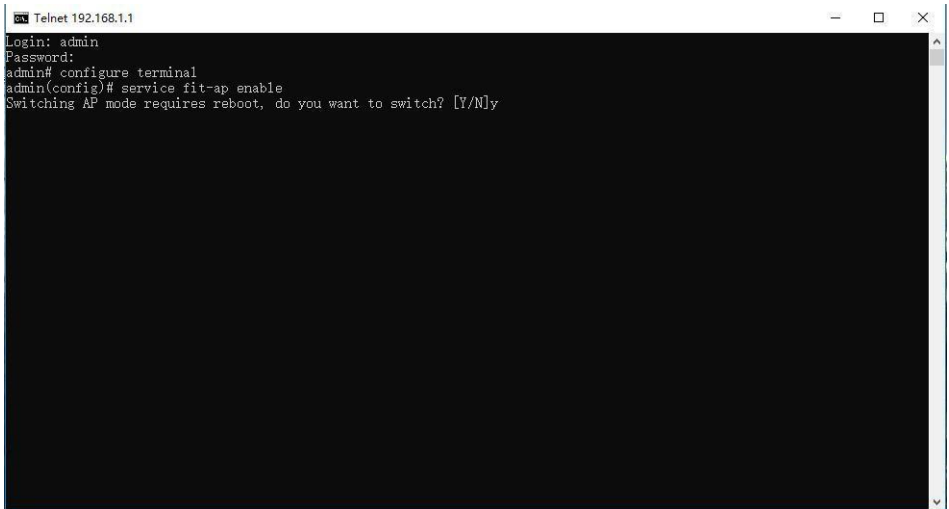 Telnet 192.168.1.1
Login: admin
Password:
admin# configure terminal
admin(config)# service fit-ap enable
Switching AP mode requires reboot, do you want to switch? [Y/N]y